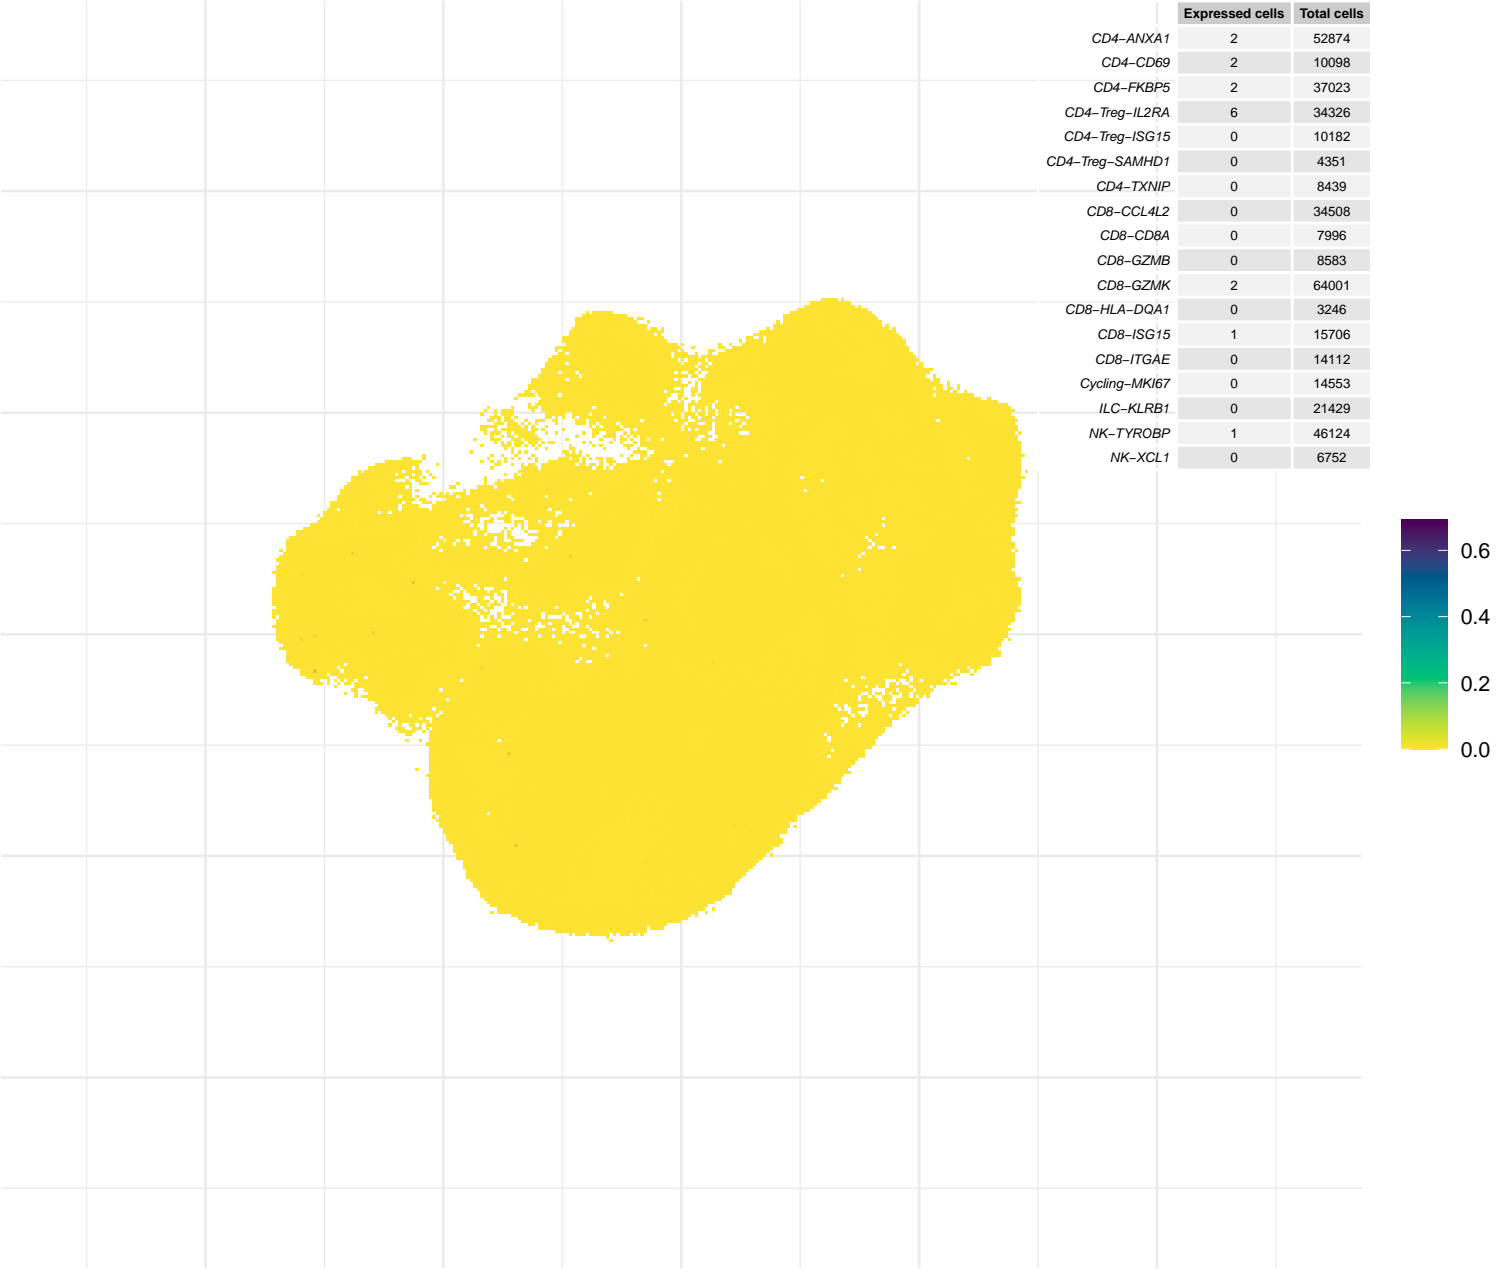 Expressed cells Total cells
CD4−ANXA1 2 52874
CD4−CD69 2 10098
CD4−FKBP5 2 37023
CD4−Treg−IL2RA 6 34326
CD4−Treg−ISG15 0 10182
CD4−Treg−SAMHD1 0 4351
CD4−TXNIP 0 8439
CD8−CCL4L2 0 34508
CD8−CD8A 0 7996
CD8−GZMB 0 8583
CD8−GZMK 2 64001
CD8−HLA−DQA1 0 3246
CD8−ISG15 1 15706
CD8−ITGAE 0 14112
Cycling−MKI67 0 14553
ILC−KLRB1 0 21429
NK−TYROBP 1 46124
NK−XCL1 0 6752
0.6
0.4
0.2
0.0